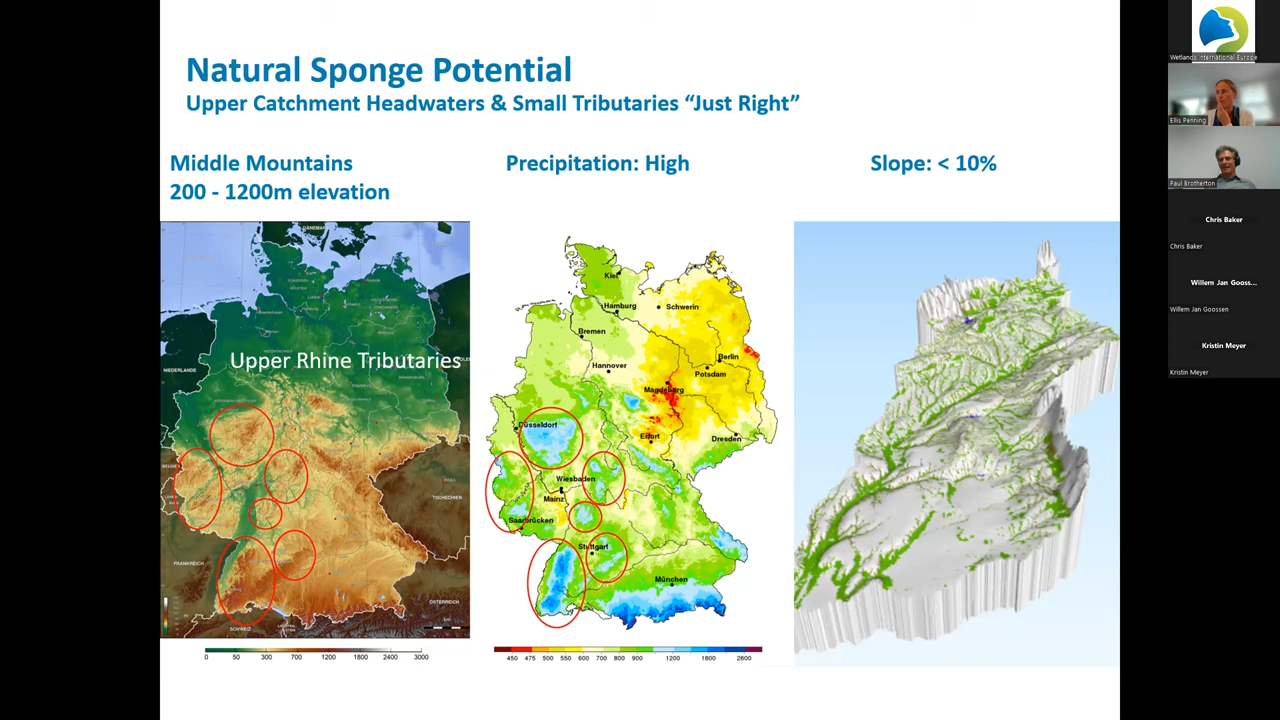 Natural Sponge Potential
Upper Catchment Headwaters & Small Tributaries “Just Right”
Middle Mountains
200 - 1200m elevation
Precipitation: High
Slope: < 10%
DÄNEMARK
NIEDERLANDE
Upper Rhine Tributaries
TSCHECHIEN
FRANKREICH
SCHWEIZ
ÖSTERREICH
0 50 300 700 1200 1800 2400 3000
Kiel
Hamburg
Schwerin
Bremen
Berlin
Hannover
Potsdam
Magdeburg
Düsseldorf
Erfurt
Dresden
Wiesbaden
Mainz
Saarbrücken
Stuttgart
München
450 475 500 550 600 700 800 900 1200 1800 2600
Wetlands International Europe
Ellis Penning
Paul Brotherton
Chris Baker
Chris Baker
Willem Jan Gooss...
Willem Jan Goossen
Kristin Meyer
Kristin Meyer